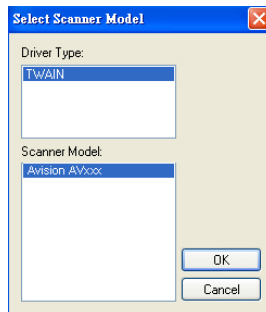 Select Scanner Model
Driver Type:
TWAIN
Scanner Model:
Avision AVxxx
OK
Cancel